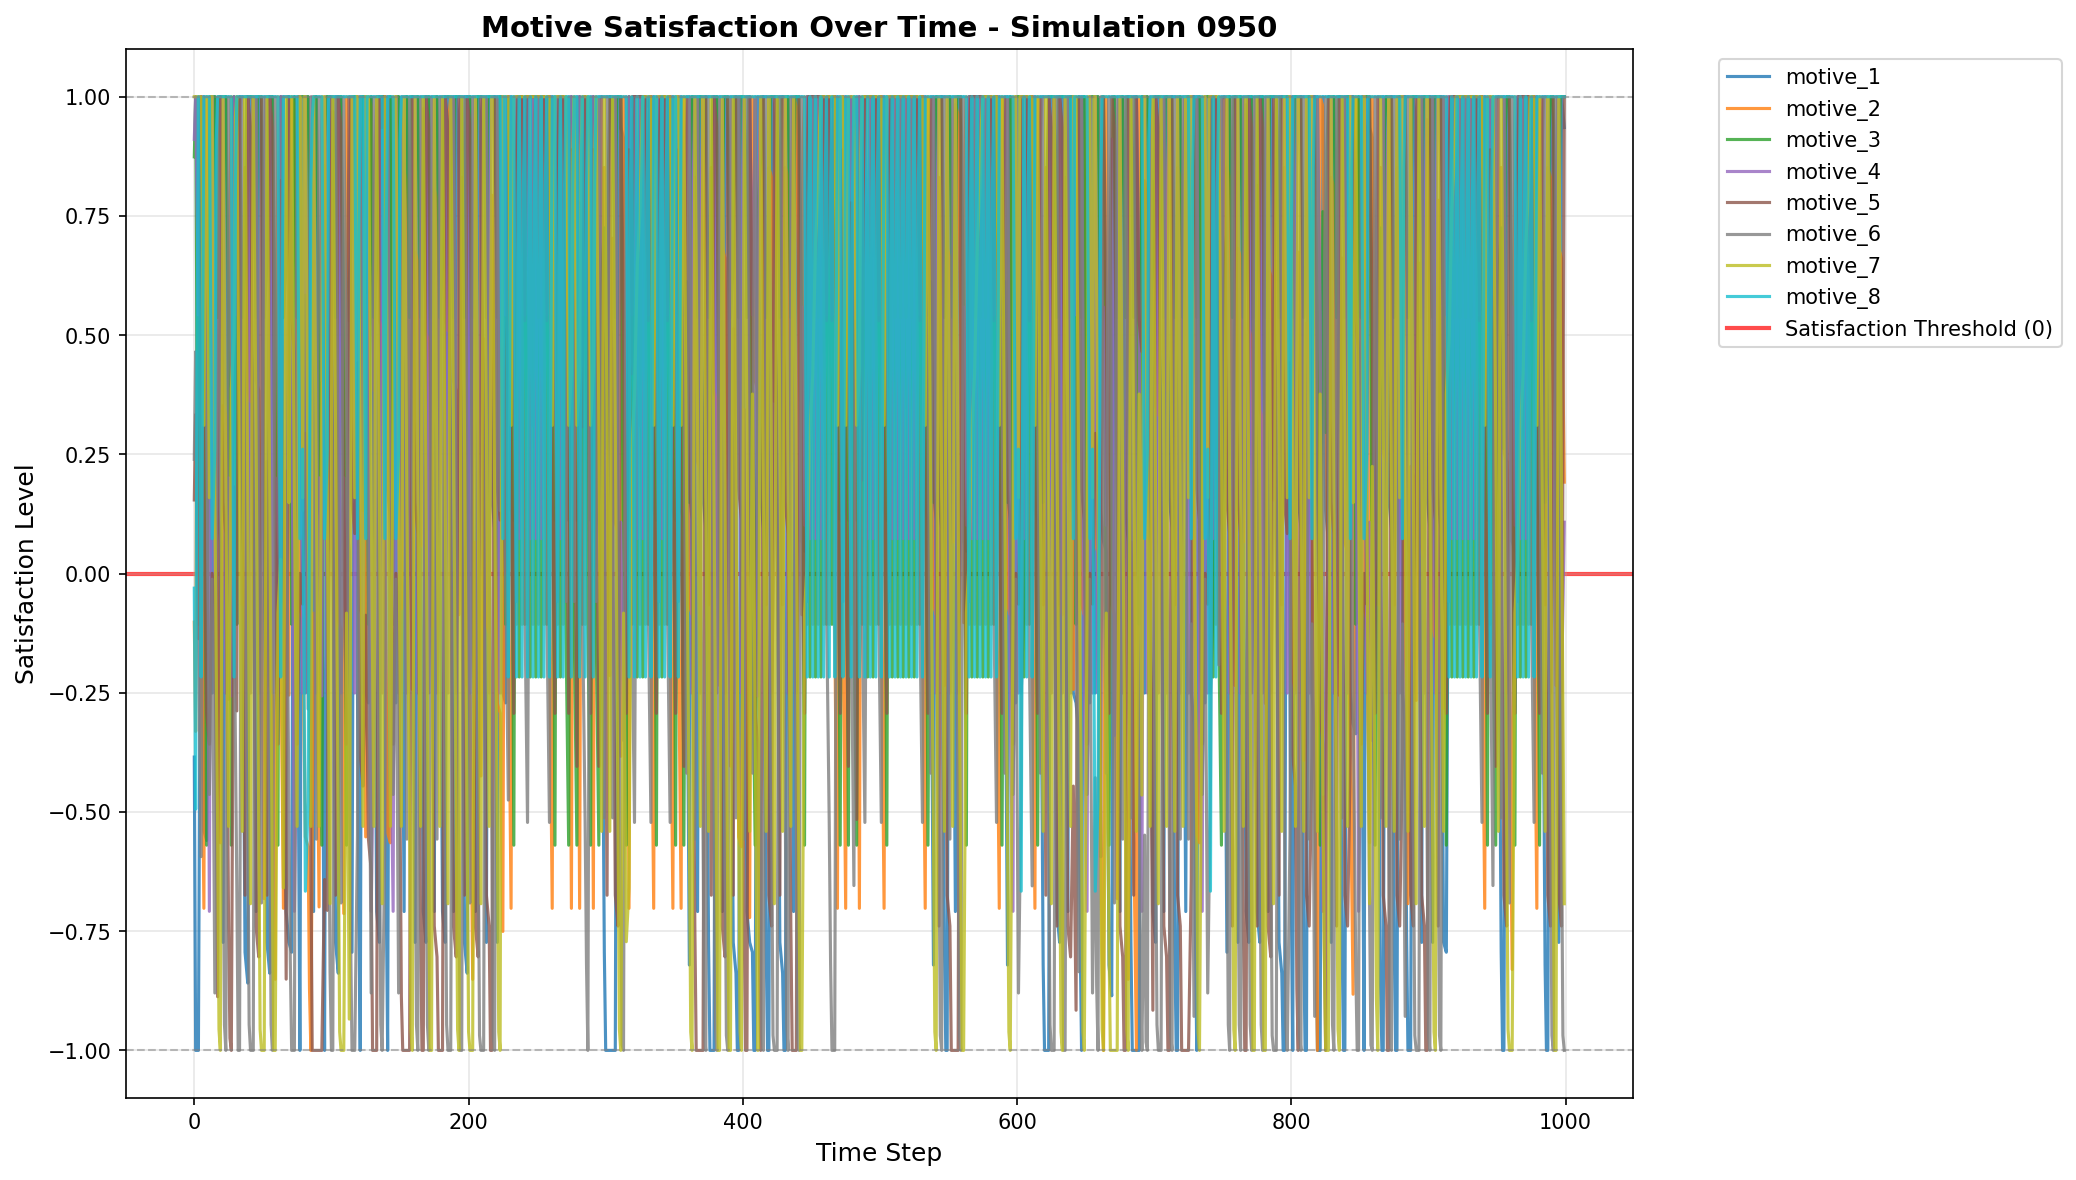 Motive Satisfaction Over Time - Simulation 0950
1.00
0.75
0.50
0.25
0.00
−0.25
−0.50
−0.75
−1.00
Satisfaction Level
0
200
400
600
800
1000
Time Step
motive_1
motive_2
motive_3
motive_4
motive_5
motive_6
motive_7
motive_8
Satisfaction Threshold (0)